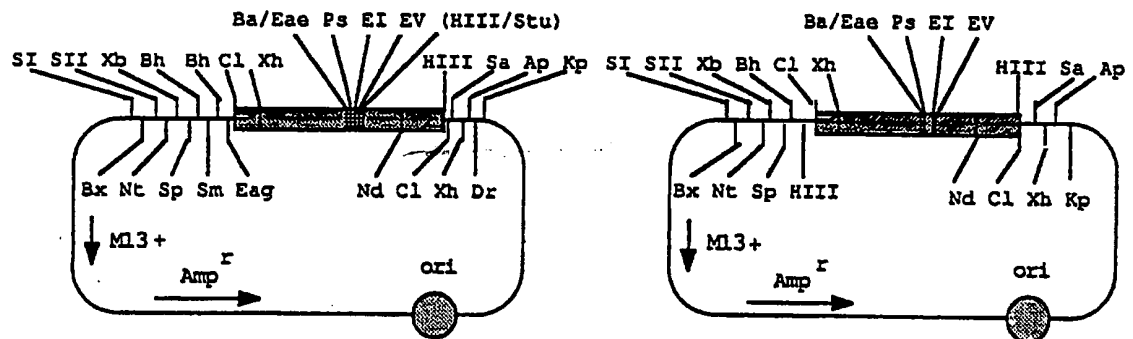 Ba/Eae Ps EI EV (HIII/Stu)
SI SII Xb Bh Bh Cl Xh
HIII Sa Ap Kp
Bx Nt Sp Sm Eag
Nd Cl Xh Dr
M13+
Amp r
ori
Ba/Eae Ps EI EV
SI SII Xb Bh Cl Xh
HIII Sa Ap
Bx Nt Sp HIII
Nd Cl Xh Kp
M13+
Amp r
ori